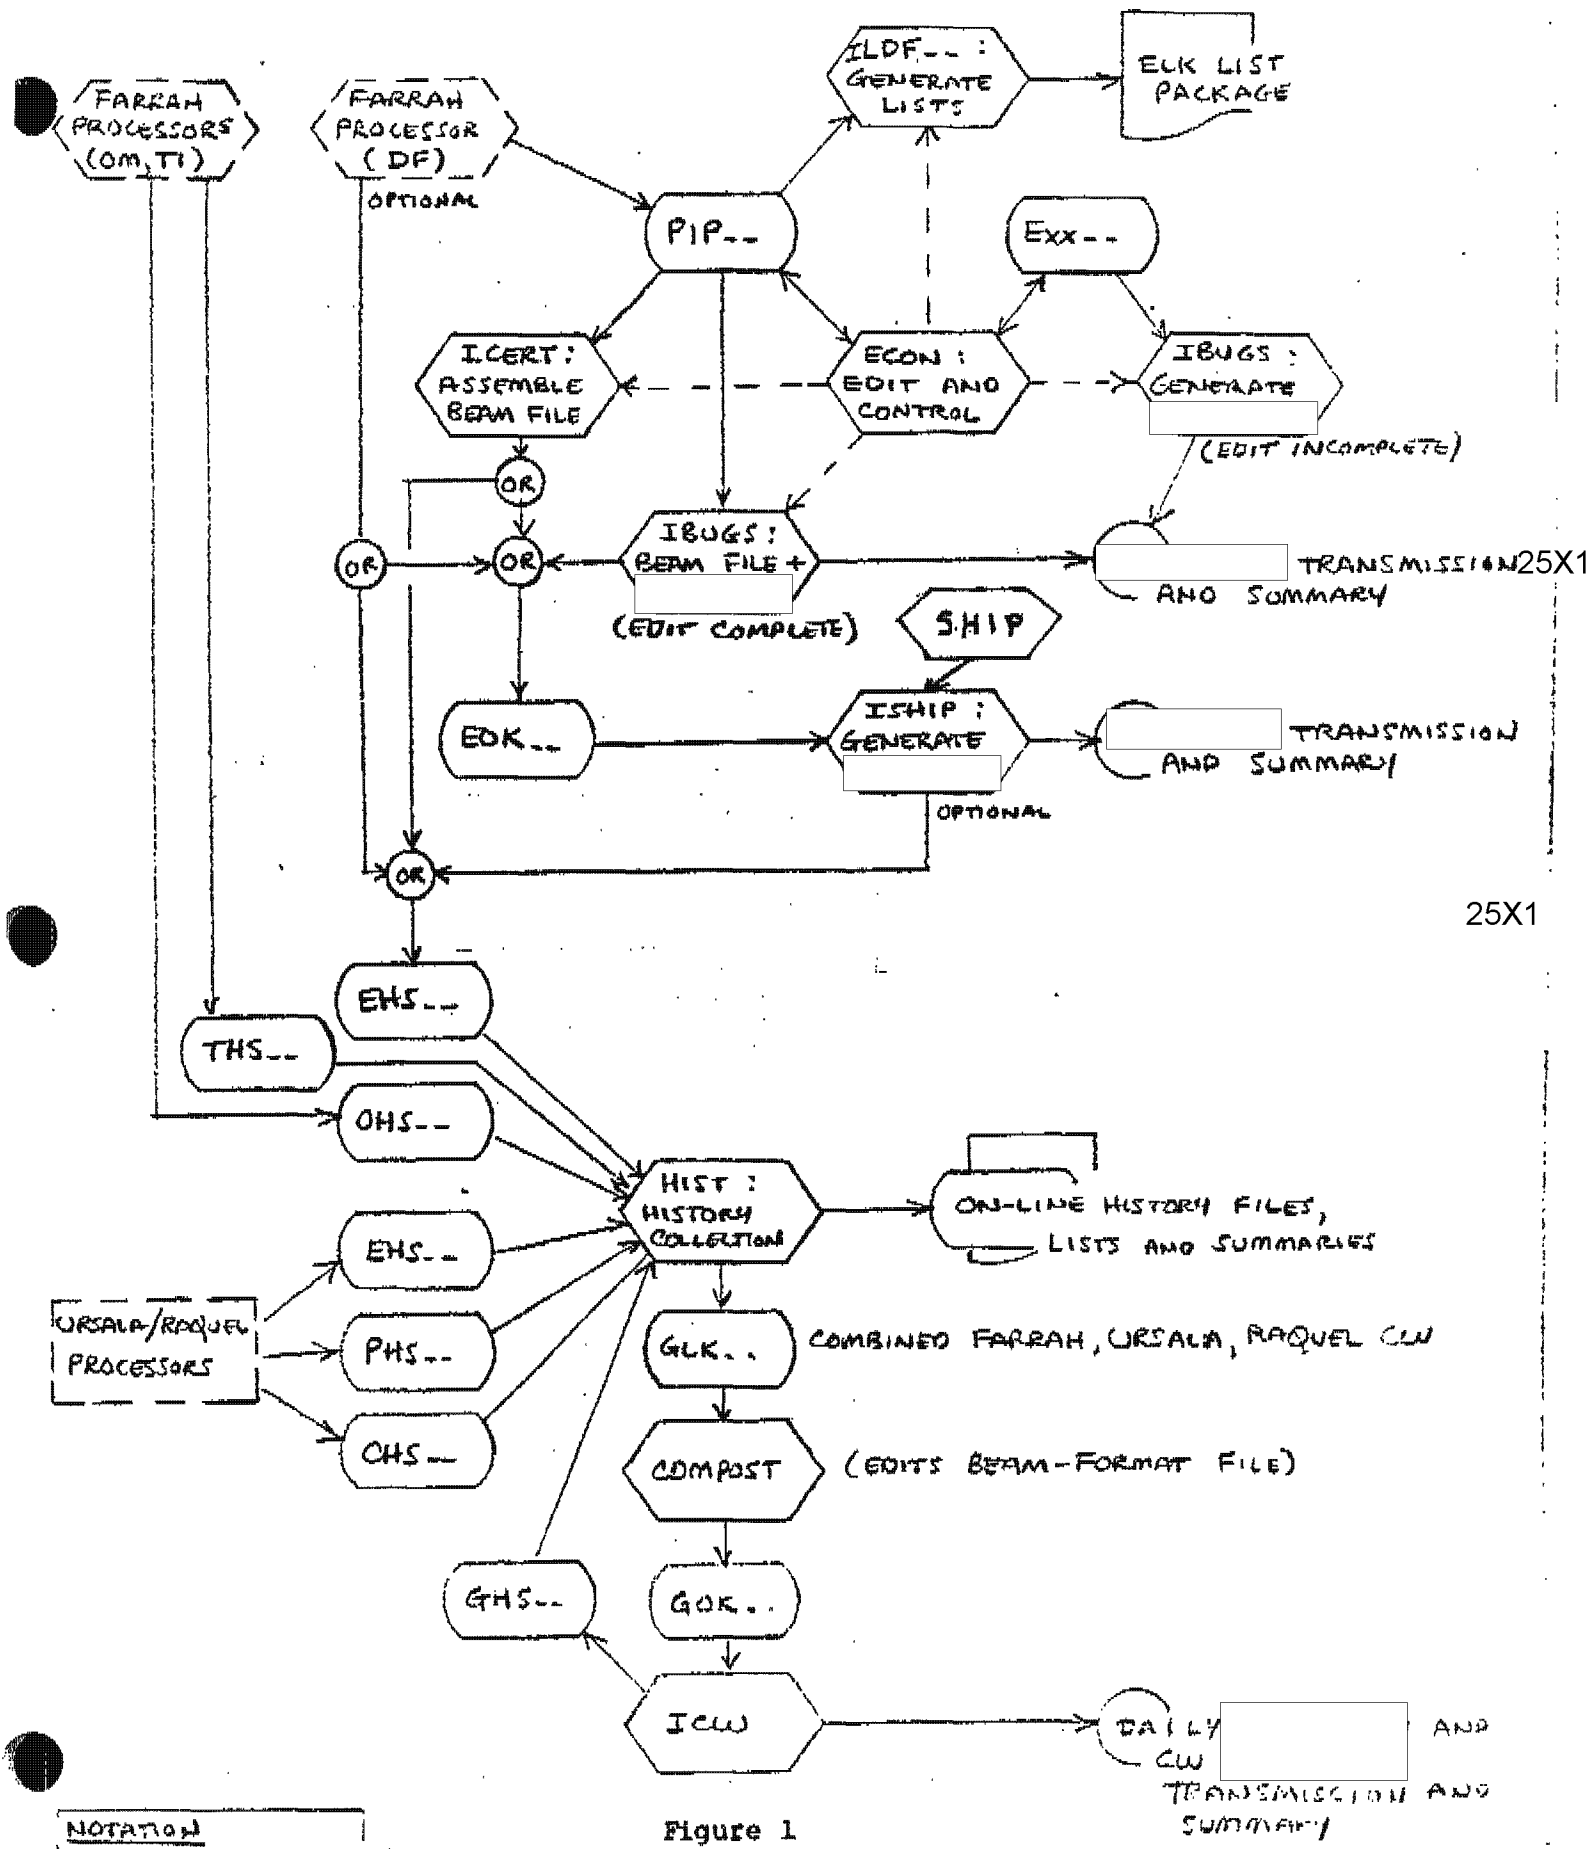 FARRAH
PROCESSORS
(OM, TI)
FARRAH
PROCESSOR
(DF)
OPTIONAL
ILDF-- :
GENERATE
LISTS
ELK LIST
PACKAGE
PIP--
Exx--
ICERT:
ASSEMBLE
BEAM FILE
ECON:
EDIT AND
CONTROL
IBUGS:
GENERATE
(EDIT INCOMPLETE)
OR
OR
OR
IBUGS:
BEAM FILE +
(EDIT COMPLETE)
TRANSMISSION
AND SUMMARY
25X1
SHIP
EOK--
ISHIP:
GENERATE
OPTIONAL
TRANSMISSION
AND SUMMARY
OR
25X1
EHS--
THS--
OHS--
HIST:
HISTORY
COLLECTION
ON-LINE HISTORY FILES,
LISTS AND SUMMARIES
EHS--
URSALA/RAQUEL
PROCESSORS
PHS--
CHS--
GLK..
COMBINED FARRAH, URSALA, RAQUEL CW
COMPOST
(EDITS BEAM-FORMAT FILE)
GHS--
GOK..
ICW
DAILY AND
CW
TRANSMISSION AND
SUMMARY
NOTATION
Figure 1